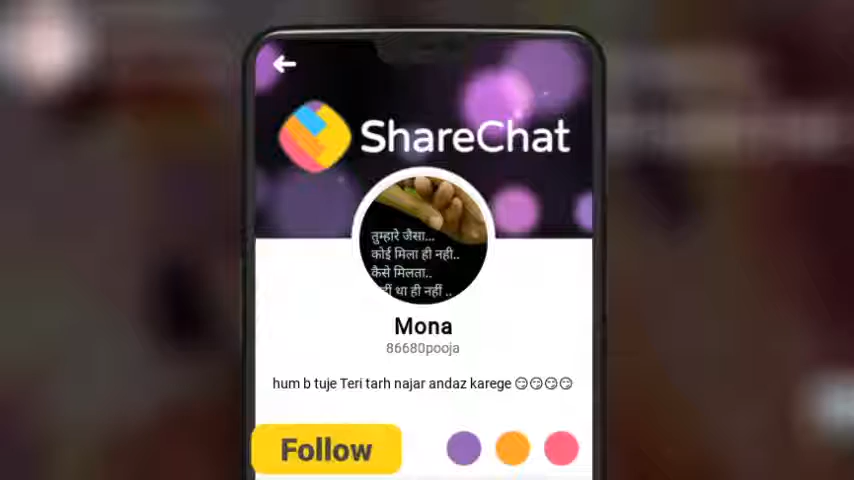 ShareChat
तुम्हारे जैसा...
कोई मिला ही नही..
कैसे मिलता..
था ही नहीं ..
Mona
86680pooja
hum b tuje Teri tarh najar andaz karege 😏😏😏😏
Follow